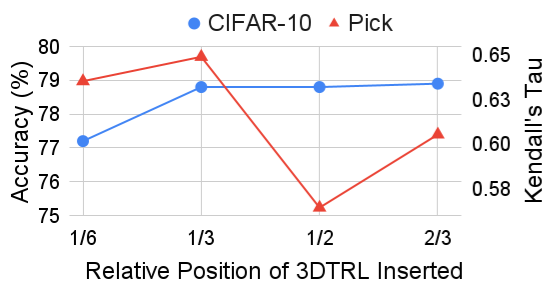 CIFAR-10 Pick
Accuracy (%)
80
79
78
77
76
75
0.65
0.63
0.60
0.58
Kendall's Tau
1/6 1/3 1/2 2/3
Relative Position of 3DTRL Inserted